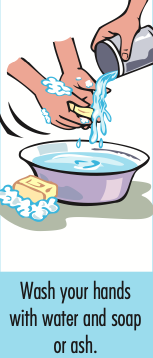 Wash your hands
with water and soap
or ash.